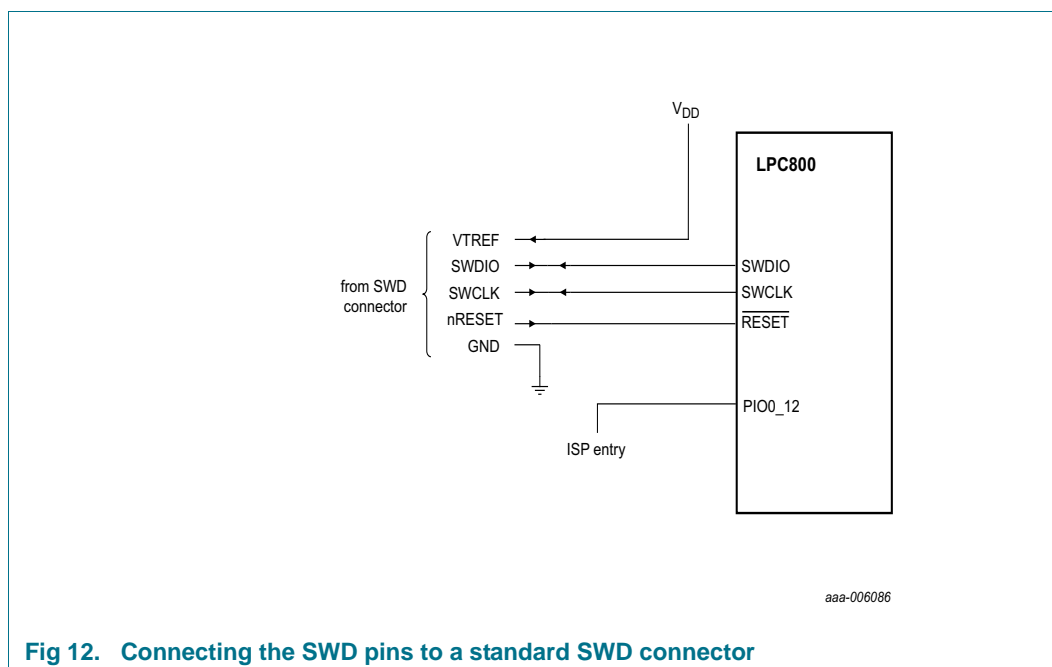 V_DD
LPC800
VTREF
SWDIO
SWCLK
nRESET
GND
from SWD
connector
SWDIO
SWCLK
RESET
PIO0_12
ISP entry
aaa-006086
Fig 12. Connecting the SWD pins to a standard SWD connector